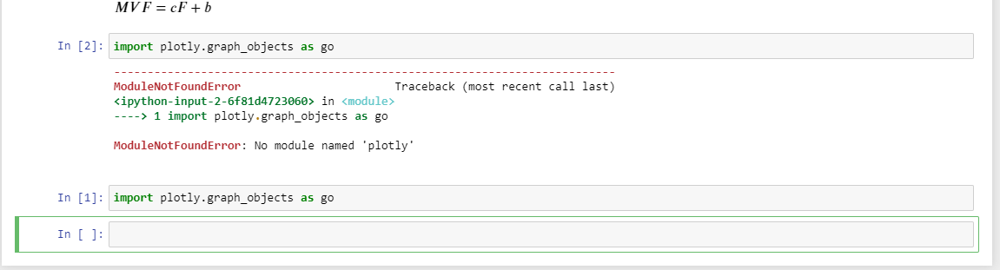 MVF = cF + b
In [2]: import plotly.graph_objects as go
---------------------------------------------------------------------------
ModuleNotFoundError                       Traceback (most recent call last)
<ipython-input-2-6f81d4723060> in <module>
----> 1 import plotly.graph_objects as go
ModuleNotFoundError: No module named 'plotly'
In [1]: import plotly.graph_objects as go
In [ ]: